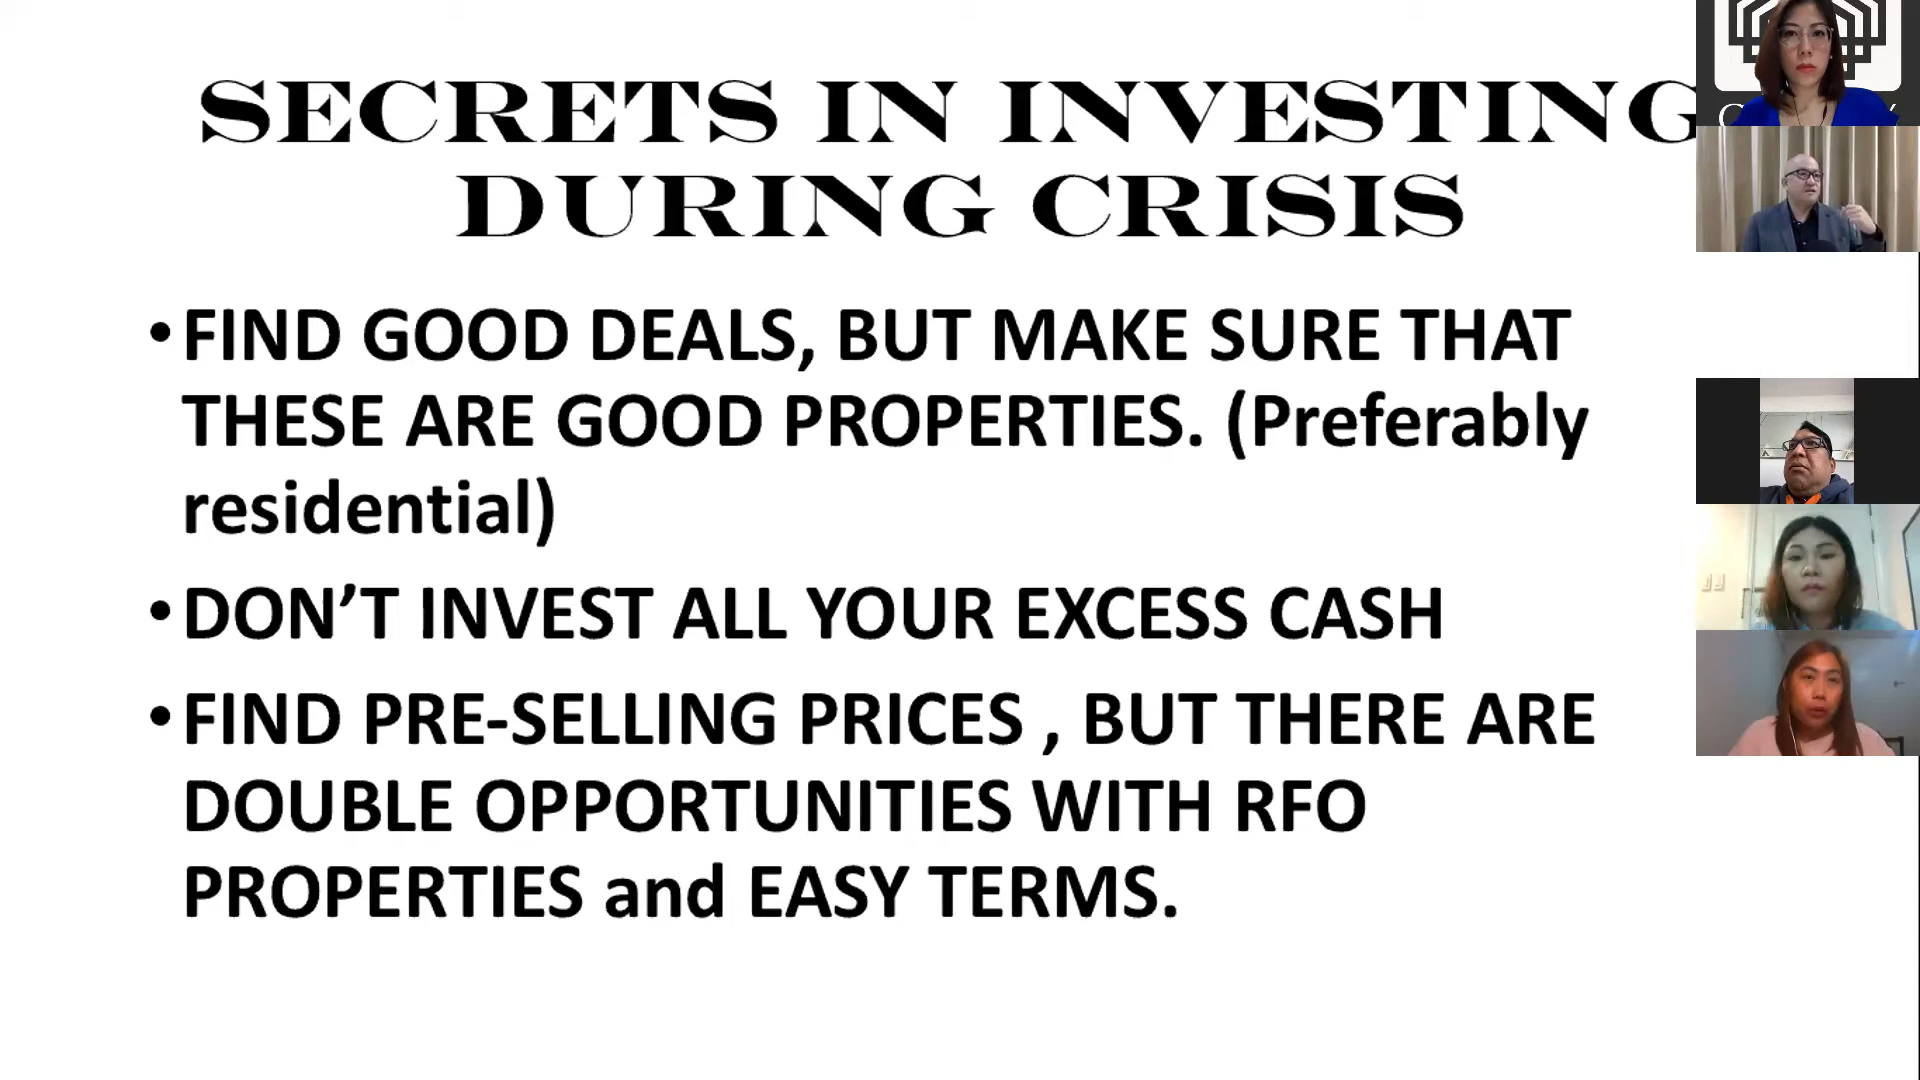 SECRETS IN INVESTING
DURING CRISIS
•FIND GOOD DEALS, BUT MAKE SURE THAT
THESE ARE GOOD PROPERTIES. (Preferably
residential)
•DON’T INVEST ALL YOUR EXCESS CASH
•FIND PRE-SELLING PRICES , BUT THERE ARE
DOUBLE OPPORTUNITIES WITH RFO
PROPERTIES and EASY TERMS.